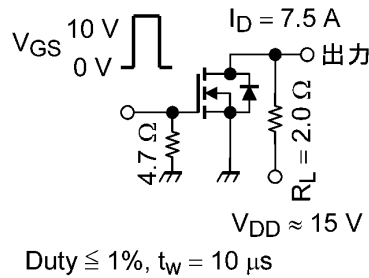 I_D = 7.5 A
V_GS
10 V
0 V
出力
4.7 Ω
R_L = 2.0 Ω
V_DD ≈ 15 V
Duty ≦ 1%, t_w = 10 μs